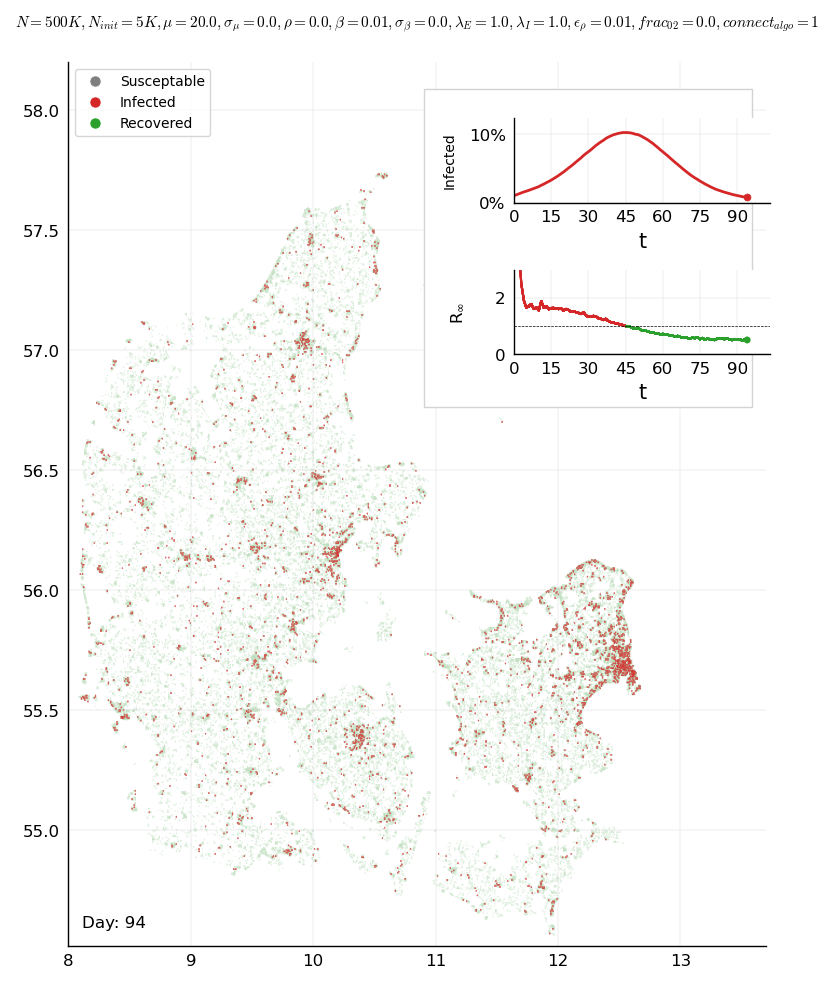 N = 500K, N_init = 5K, μ = 20.0, σ_μ = 0.0, ρ = 0.0, β = 0.01, σ_β = 0.0, λ_E = 1.0, λ_I = 1.0, ϵ_ρ = 0.01, frac_02 = 0.0, connect_algo = 1
Susceptable
Infected
Recovered
58.0
57.5
57.0
56.5
56.0
55.5
55.0
8
9
10
11
12
13
Day: 94
Infected
10%
0%
0 15 30 45 60 75 90
t
R∞
2
0
0 15 30 45 60 75 90
t